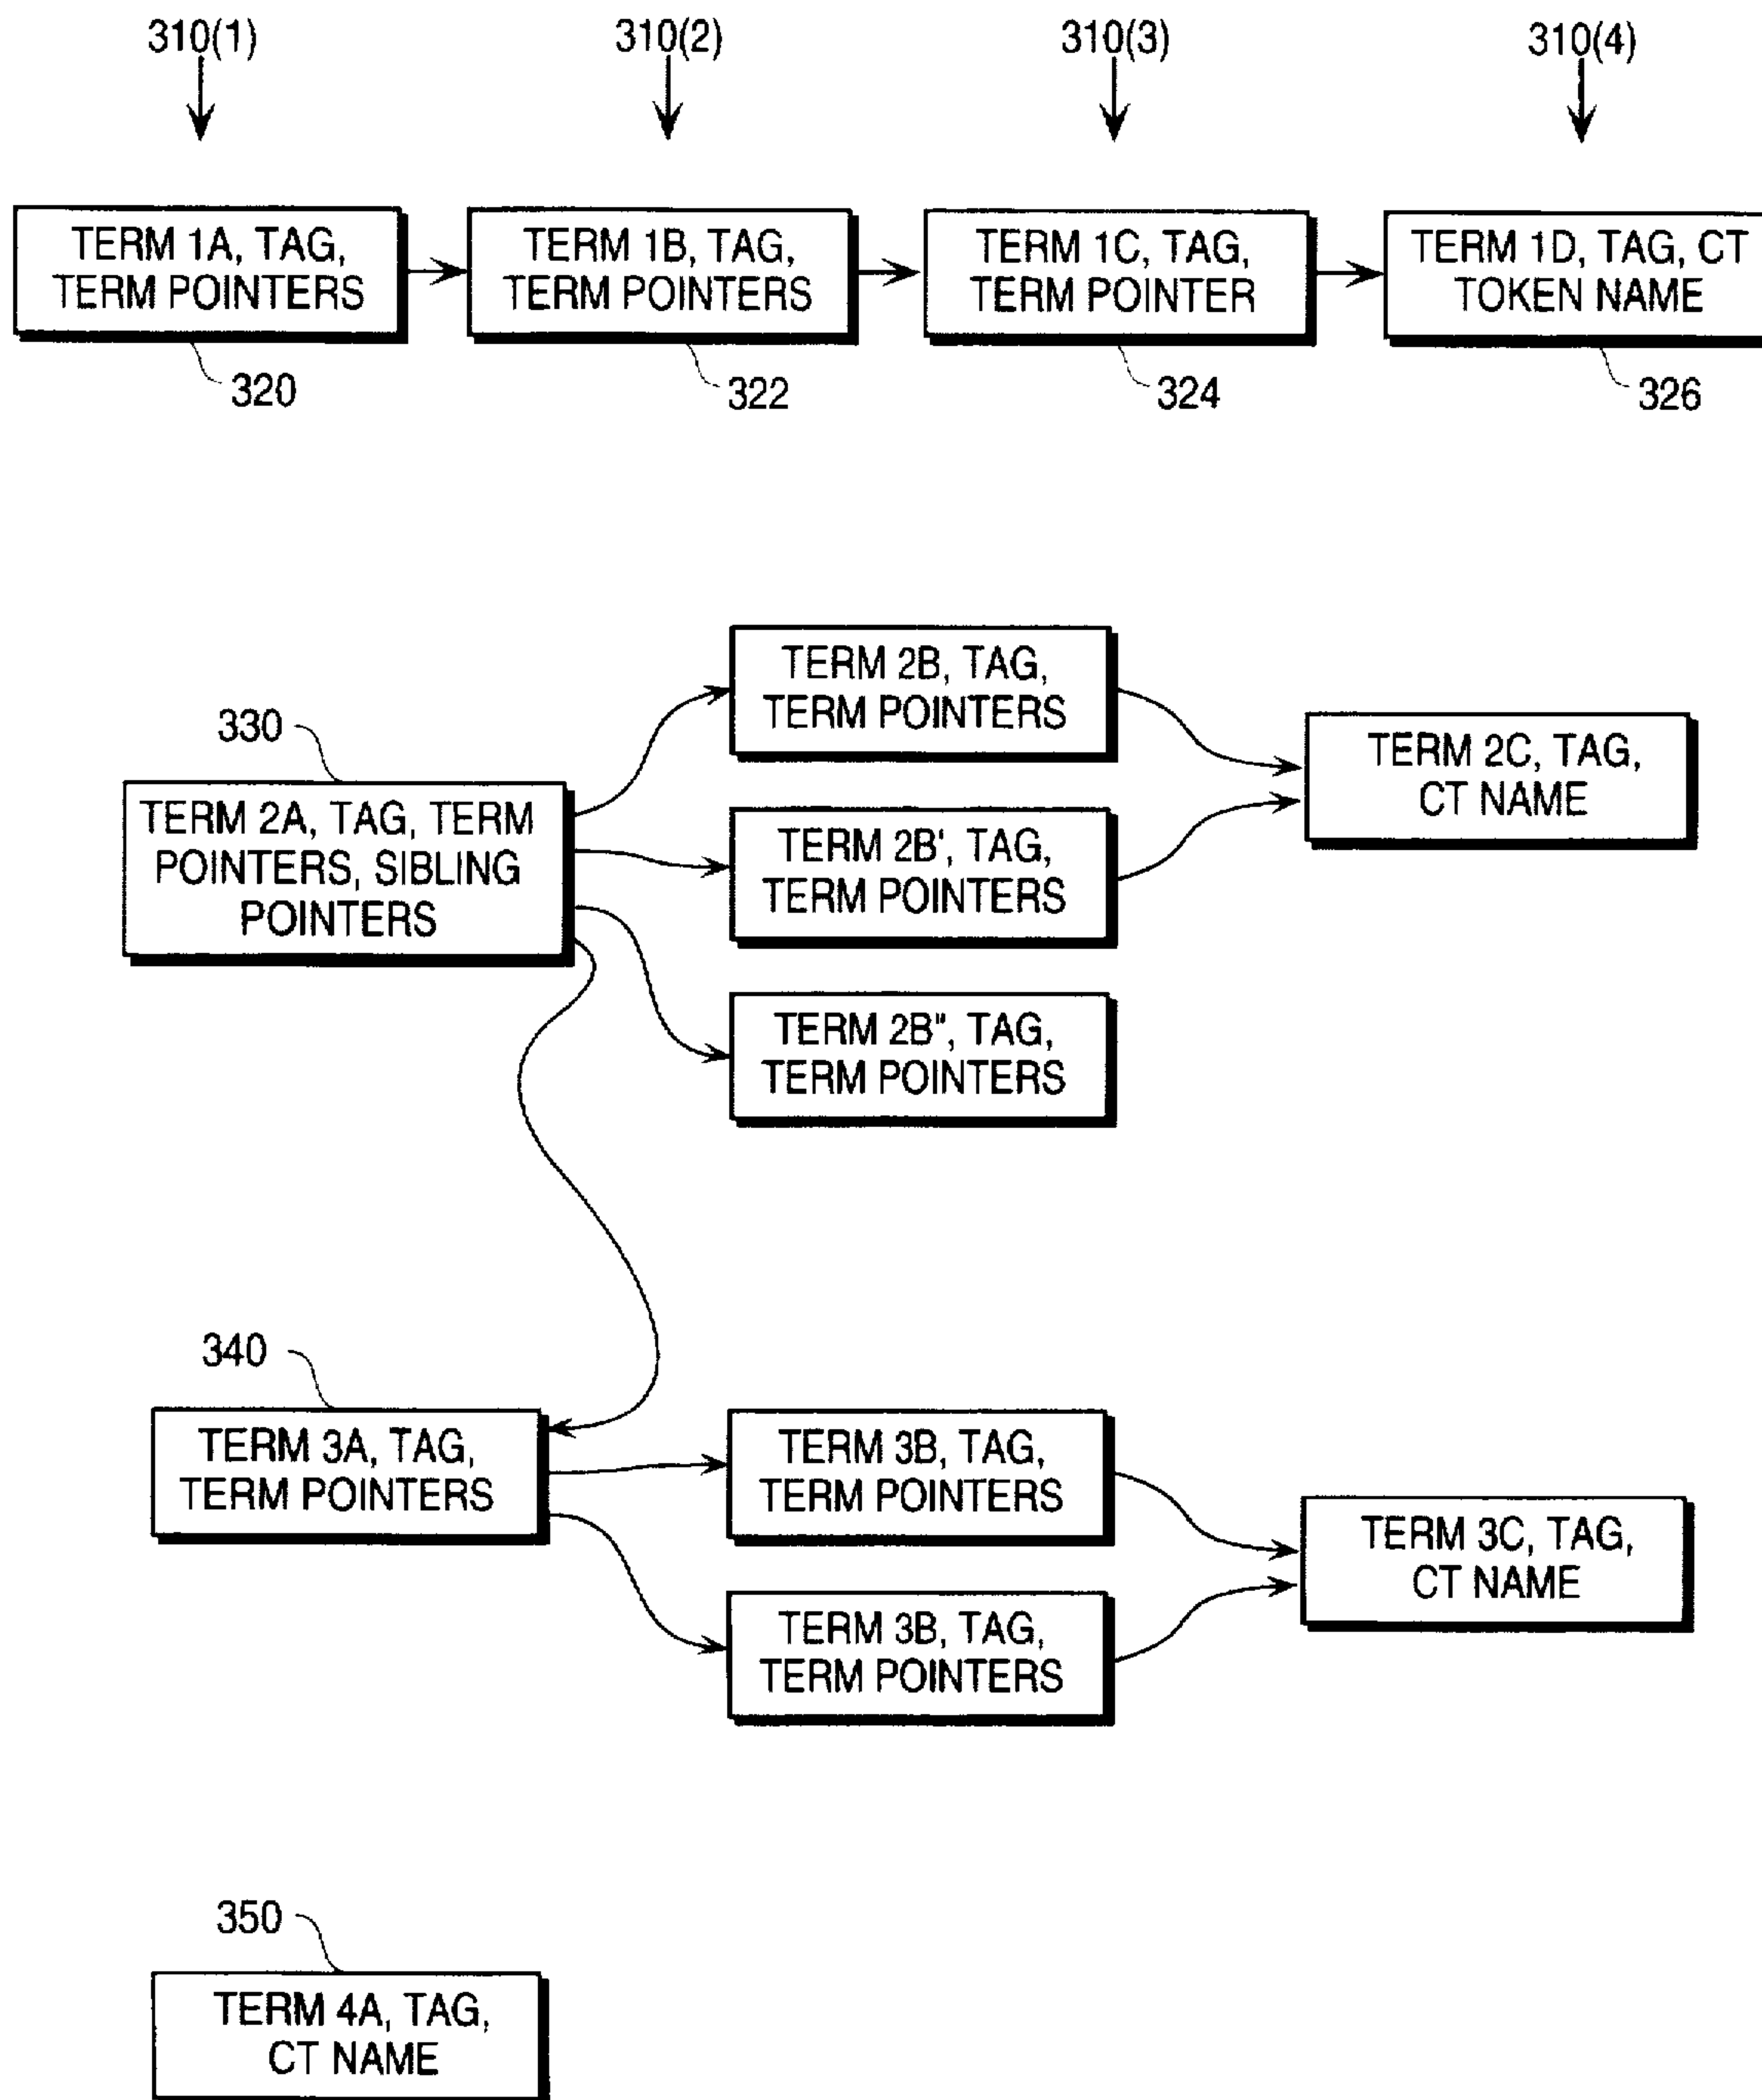 310(1) 310(2) 310(3) 310(4)
TERM 1A, TAG,
TERM POINTERS
TERM 1B, TAG,
TERM POINTERS
TERM 1C, TAG,
TERM POINTER
TERM 1D, TAG, CT
TOKEN NAME
320 322 324 326
TERM 2B, TAG,
TERM POINTERS
330
TERM 2A, TAG, TERM
POINTERS, SIBLING
POINTERS
TERM 2C, TAG,
CT NAME
TERM 2B', TAG,
TERM POINTERS
TERM 2B", TAG,
TERM POINTERS
340
TERM 3A, TAG,
TERM POINTERS
TERM 3B, TAG,
TERM POINTERS
TERM 3C, TAG,
CT NAME
TERM 3B, TAG,
TERM POINTERS
350
TERM 4A, TAG,
CT NAME